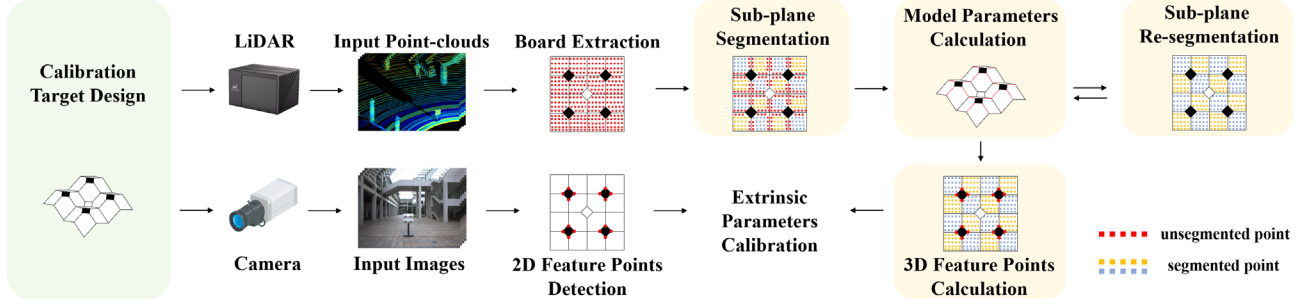 Calibration
Target Design
LiDAR
Input Point-clouds
Board Extraction
Sub-plane
Segmentation
Model Parameters
Calculation
Sub-plane
Re-segmentation
Camera
Input Images
2D Feature Points
Detection
Extrinsic
Parameters
Calibration
3D Feature Points
Calculation
unsegmented point
segmented point